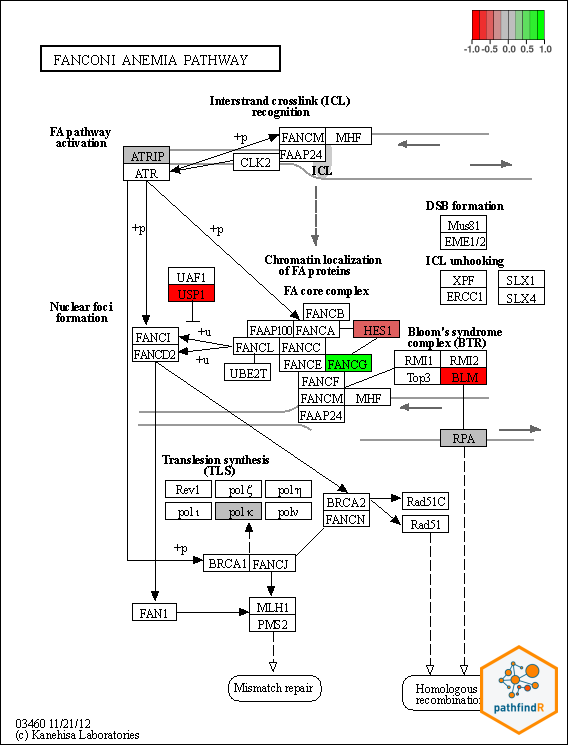 -1.0 -0.5 0.0 0.5 1.0
FANCONI ANEMIA PATHWAY
Interstrand crosslink (ICL)
recognition
FA pathway
activation
+p
FANCM MHF
FAAP24
ATRIP
ATR
CLK2
ICL
DSB formation
Mus81
EME1/2
+p
+p
Chromatin localization
of FA proteins
ICL unhooking
XPF SLX1
ERCC1 SLX4
UAF1
USP1
FA core complex
Nuclear foci
formation
FANCB
+u
FAAP100 FANCA HES1
Bloom's syndrome
complex (BTR)
FANCI
FANCD2
FANCL FANCC
+u
UBE2T
FANCE FANCG
RMI1 RMI2
Top3 BLM
FANCF
FANCM MHF
FAAP24
RPA
Translesion synthesis
(TLS)
Rev1 pol ζ pol η
pol ι pol κ polν
BRCA2
FANCN
Rad51C
Rad51
+p
BRCA1 FANCJ
FAN1
MLH1
PMS2
Mismatch repair
Homologous
recombination
pathfindR
03460 11/21/12
(c) Kanehisa Laboratories